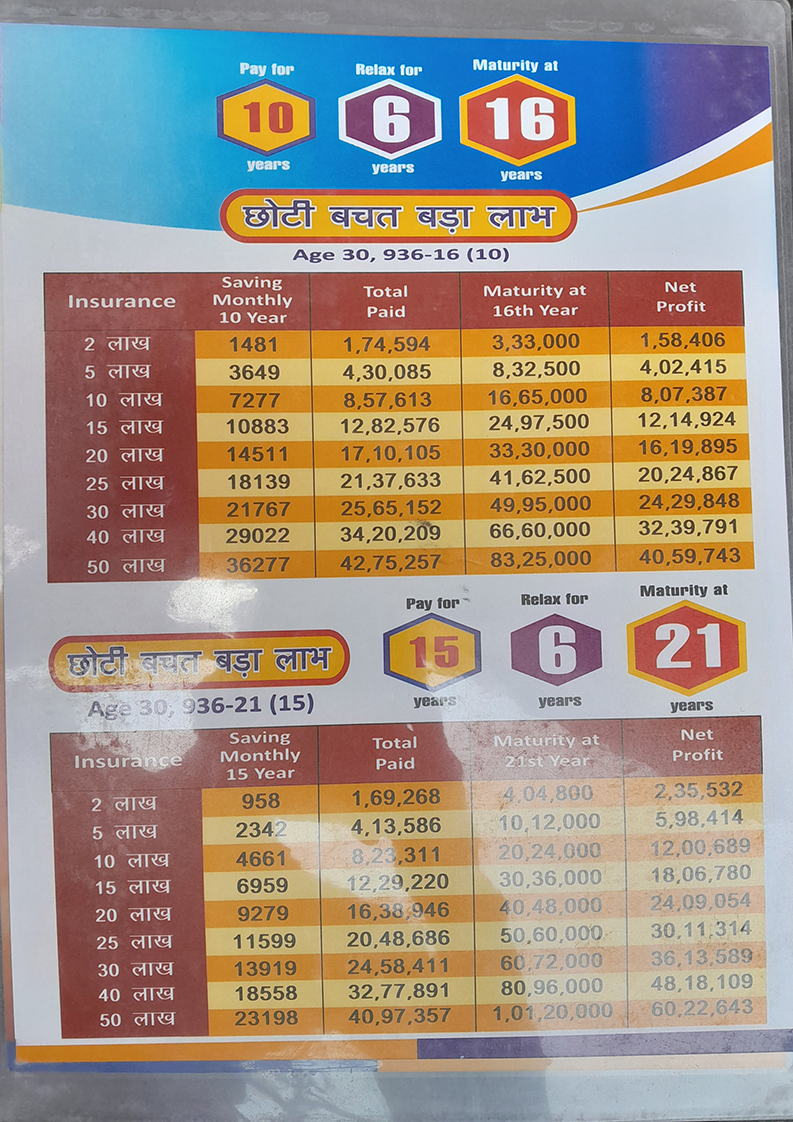 Pay for Relax for Maturity at
10 6 16
years years years
छोटी बचत बड़ा लाभ
Age 30, 936-16 (10)
Insurance Saving Monthly 10 Year Total Paid Maturity at 16th Year Net Profit
2 लाख 1481 1,74,594 3,33,000 1,58,406
5 लाख 3649 4,30,085 8,32,500 4,02,415
10 लाख 7277 8,57,613 16,65,000 8,07,387
15 लाख 10883 12,82,576 24,97,500 12,14,924
20 लाख 14511 17,10,105 33,30,000 16,19,895
25 लाख 18139 21,37,633 41,62,500 20,24,867
30 लाख 21767 25,65,152 49,95,000 24,29,848
40 लाख 29022 34,20,209 66,60,000 32,39,791
50 लाख 36277 42,75,257 83,25,000 40,59,743
Pay for Relax for Maturity at
छोटी बचत बड़ा लाभ 15 6 21
Age 30, 936-21 (15) years years years
Insurance Saving Monthly 15 Year Total Paid Maturity at 21st Year Net Profit
2 लाख 958 1,69,268 4,04,800 2,35,532
5 लाख 2342 4,13,586 10,12,000 5,98,414
10 लाख 4661 8,23,311 20,24,000 12,00,689
15 लाख 6959 12,29,220 30,36,000 18,06,780
20 लाख 9279 16,38,946 40,48,000 24,09,054
25 लाख 11599 20,48,686 50,60,000 30,11,314
30 लाख 13919 24,58,411 60,72,000 36,13,589
40 लाख 18558 32,77,891 80,96,000 48,18,109
50 लाख 23198 40,97,357 1,01,20,000 60,22,643